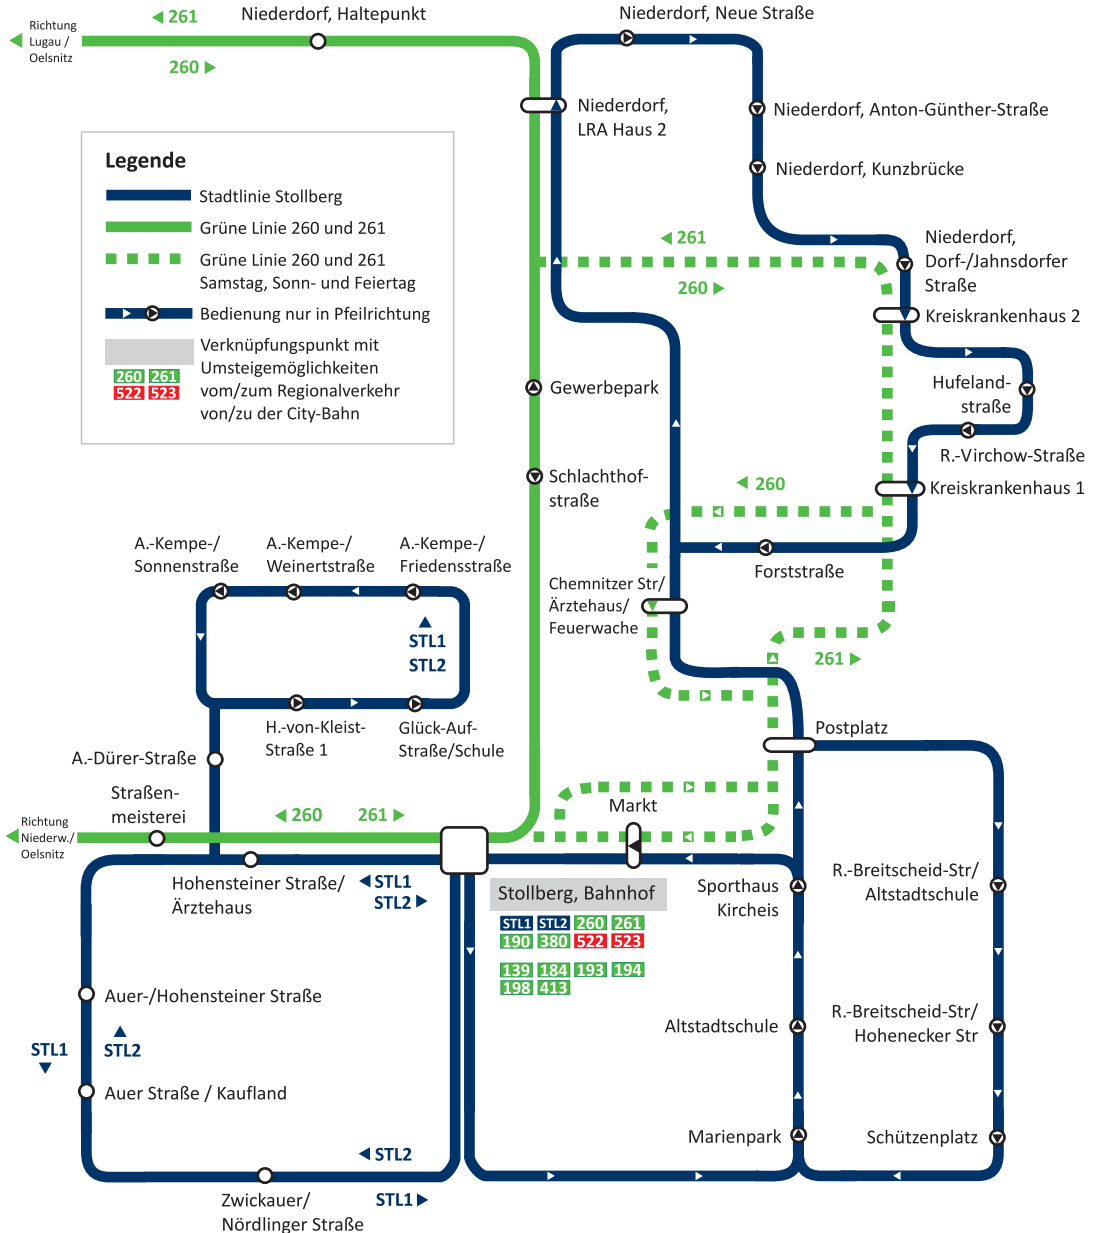 261
Niederdorf, Haltepunkt
Niederdorf, Neue Straße
Richtung
Lugau /
Oelsnitz
260
Niederdorf,
LRA Haus 2
Niederdorf, Anton-Günther-Straße
Niederdorf, Kunzbrücke
Legende
Stadtlinie Stollberg
Grüne Linie 260 und 261
Grüne Linie 260 und 261
Samstag, Sonn- und Feiertag
Bedienung nur in Pfeilrichtung
Verknüpfungspunkt mit
Umsteigemöglichkeiten
vom/zum Regionalverkehr
von/zu der City-Bahn
260 261
522 523
261
260
Niederdorf,
Dorf-/Jahnsdorfer
Straße
Kreiskrankenhaus 2
Gewerbepark
Hufeland-
straße
R.-Virchow-Straße
Schlachthof-
straße
260
Kreiskrankenhaus 1
A.-Kempe-/
Sonnenstraße
A.-Kempe-/
Weinertstraße
A.-Kempe-/
Friedensstraße
Forststraße
Chemnitzer Str/
Ärztehaus/
Feuerwache
STL1
STL2
261
H.-von-Kleist-
Straße 1
Glück-Auf-
Straße/Schule
Postplatz
A.-Dürer-Straße
Straßen-
meisterei
Richtung
Niederw./
Oelsnitz
260
261
Markt
Hohensteiner Straße/
Ärztehaus
STL1
STL2
Stollberg, Bahnhof
STL1 STL2 260 261
190 380 522 523
139 184 193 194
198 413
Sporthaus
Kircheis
R.-Breitscheid-Str/
Altstadtschule
Auer-/Hohensteiner Straße
STL1
STL2
Altstadtschule
R.-Breitscheid-Str/
Hohenecker Str
Auer Straße / Kaufland
Marienpark
Schützenplatz
STL2
Zwickauer/
Nördlinger Straße
STL1